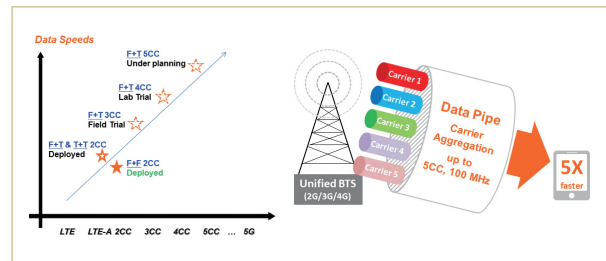 Data Speeds
F+T 5CC
Under planning
F+T 4CC
Lab Trial
F+T 3CC
Field Trial
F+T & T+T 2CC
Deployed
F+F 2CC
Deployed
LTE LTE-A 2CC 3CC 4CC 5CC ... 5G
Carrier 1
Carrier 2
Carrier 3
Carrier 4
Carrier 5
Unified BTS
(2G/3G/4G)
Data Pipe
Carrier
Aggregation
up to
5CC, 100 MHz
5X
faster